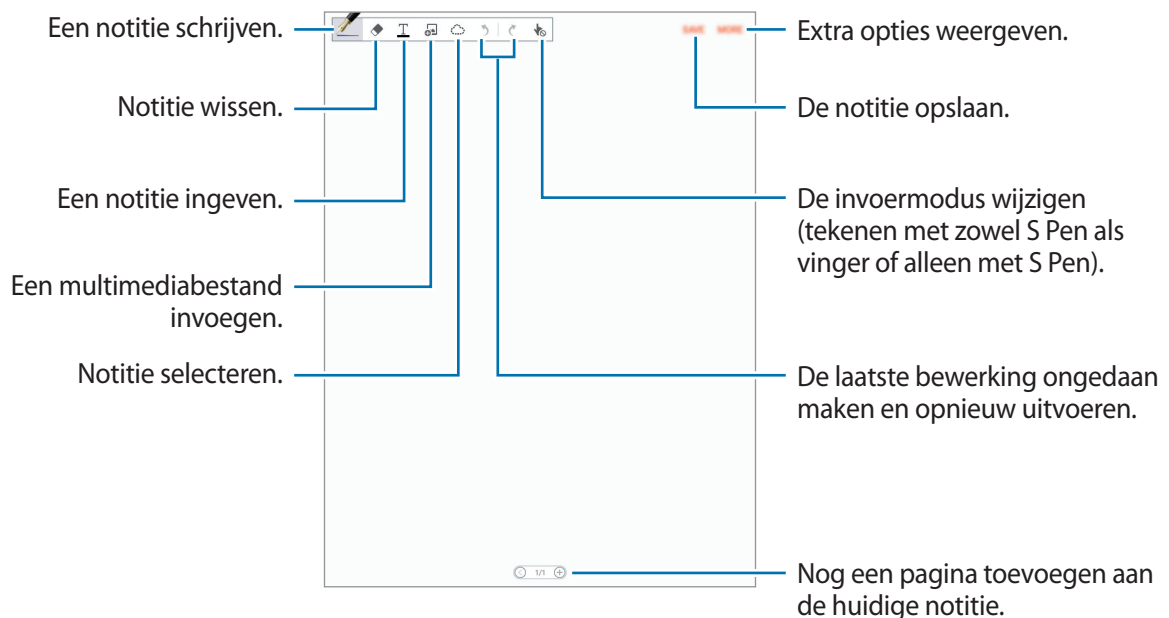 Een notitie schrijven.
Notitie wissen.
Een notitie ingeven.
Een multimediabestand
invoegen.
Notitie selecteren.
T
SAVE MORE
1/1
Extra opties weergeven.
De notitie opslaan.
De invoermodus wijzigen
(tekenen met zowel S Pen als
vinger of alleen met S Pen).
De laatste bewerking ongedaan
maken en opnieuw uitvoeren.
Nog een pagina toevoegen aan
de huidige notitie.